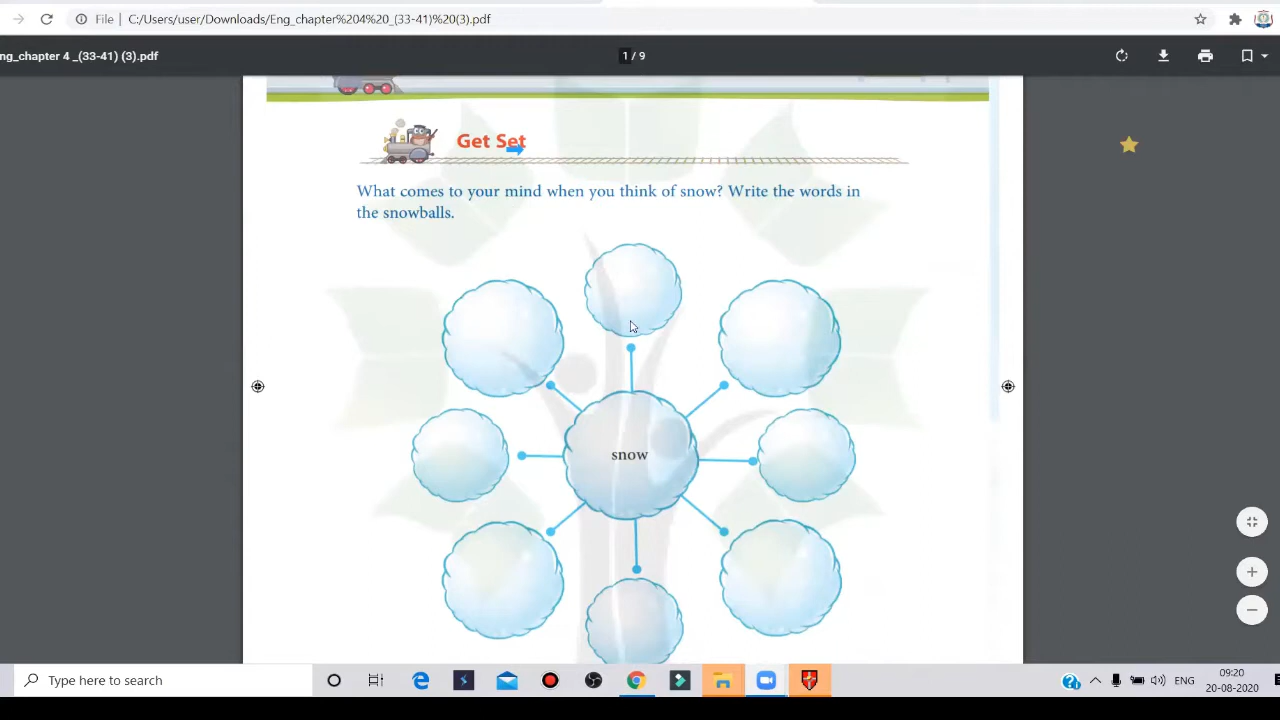 File
C:/Users/user/Downloads/Eng_chapter%204%20_(33-41)%20(3).pdf
ng_chapter 4 _(33-41) (3).pdf
1 / 9
Get Set
What comes to your mind when you think of snow? Write the words in
the snowballs.
snow
Type here to search
ENG
09:20
20-08-2020